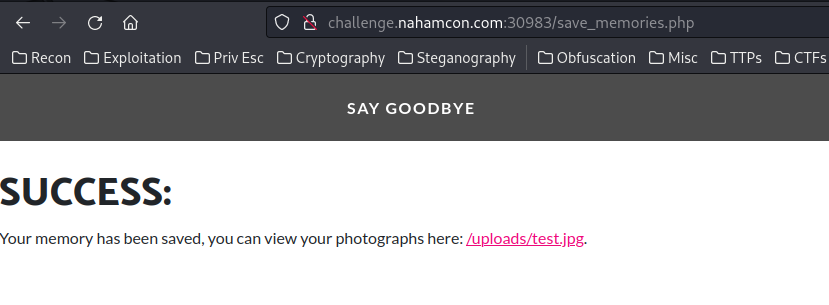 challenge.nahamcon.com:30983/save_memories.php
Recon Exploitation Priv Esc Cryptography Steganography Obfuscation Misc TTPs CTFs
SAY GOODBYE
SUCCESS:
Your memory has been saved, you can view your photographs here: /uploads/test.jpg.